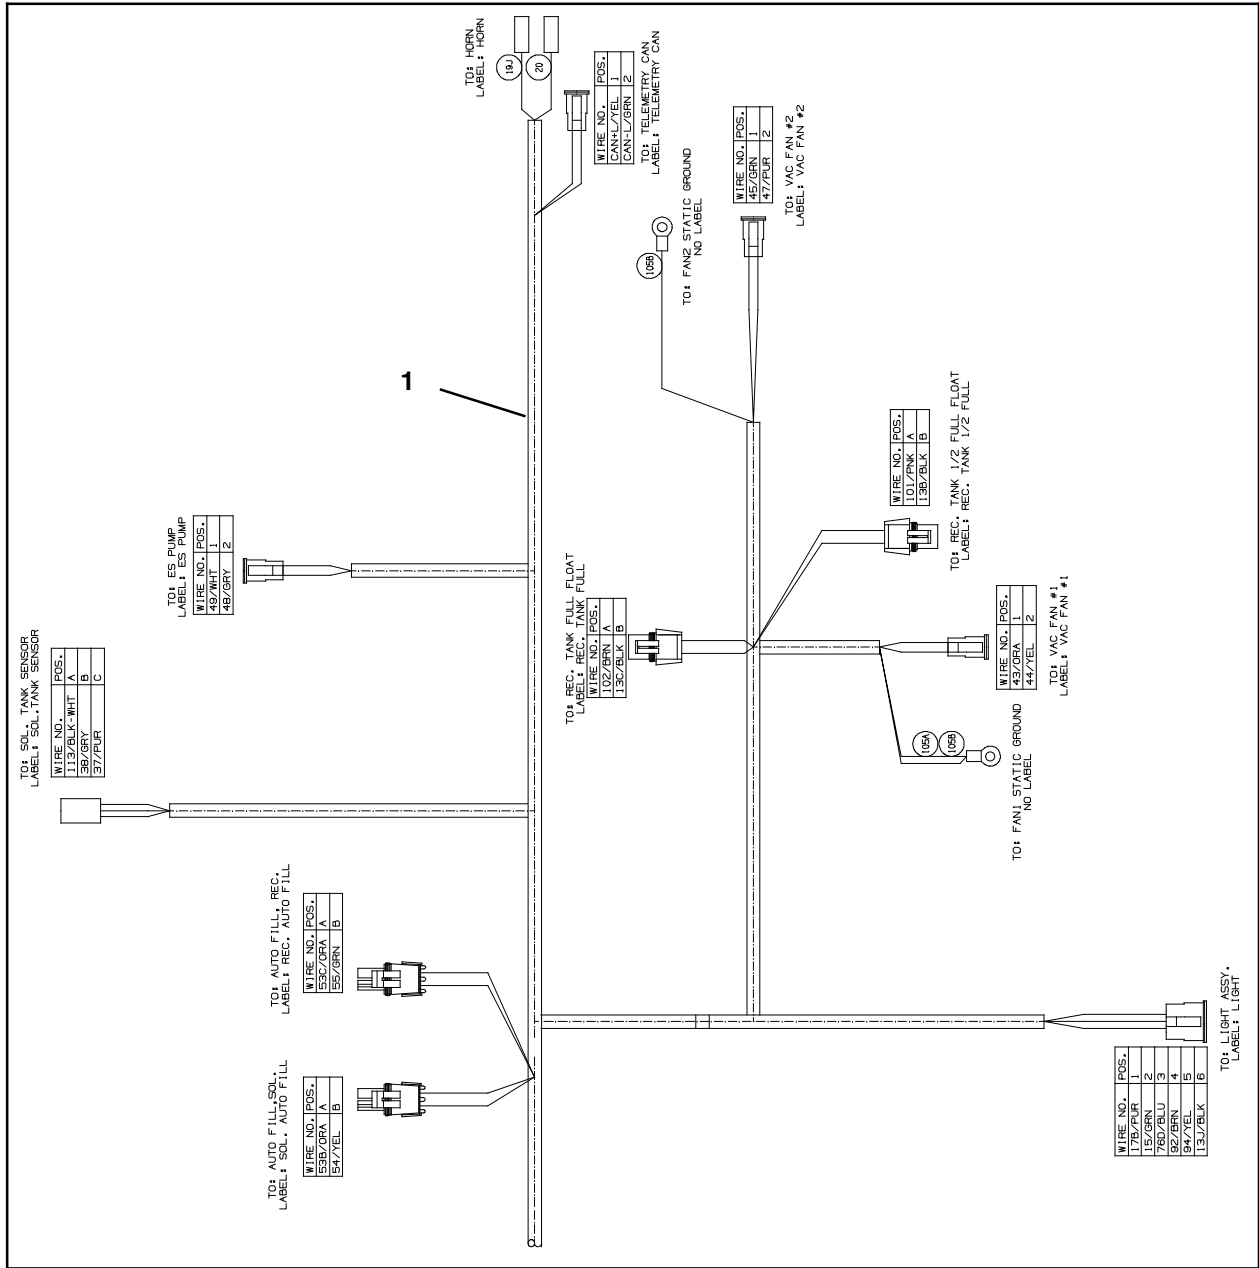 TO: HORN
LABEL: HORN
19J
20
WIRE NO. POS.
CAN+L/YEL 1
CAN-L/GRN 2
TO: TELEMETRY CAN
LABEL: TELEMETRY CAN
105B
TO: FAN2 STATIC GROUND
NO LABEL
WIRE NO. POS.
45/GRN 1
47/PUR 2
TO: VAC FAN #2
LABEL: VAC FAN #2
1
TO: ES PUMP
LABEL: ES PUMP
WIRE NO. POS.
49/WHT 1
48/GRY 2
WIRE NO. POS.
101/PNK A
13B/BLK B
TO: REC. TANK 1/2 FULL FLOAT
LABEL: REC. TANK 1/2 FULL
TO: REC. TANK FULL FLOAT
LABEL: REC. TANK FULL
WIRE NO. POS.
102/BRN A
13C/BLK B
WIRE NO. POS.
43/ORA 1
44/YEL 2
TO: VAC FAN #1
LABEL: VAC FAN #1
TO: SOL. TANK SENSOR
LABEL: SOL.TANK SENSOR
WIRE NO. POS.
113/BLK-WHT A
38/GRY B
37/PUR C
105A
105B
TO: FAN1 STATIC GROUND
NO LABEL
TO: AUTO FILL, REC.
LABEL: REC. AUTO FILL
WIRE NO. POS.
53C/ORA A
55/GRN B
TO: AUTO FILL,SOL.
LABEL: SOL. AUTO FILL
WIRE NO. POS.
53B/ORA A
54/YEL B
WIRE NO. POS.
17B/PUR 1
15/GRN 2
76D/BLU 3
92/BRN 4
94/YEL 5
13J/BLK 6
TO: LIGHT ASSY.
LABEL: LIGHT